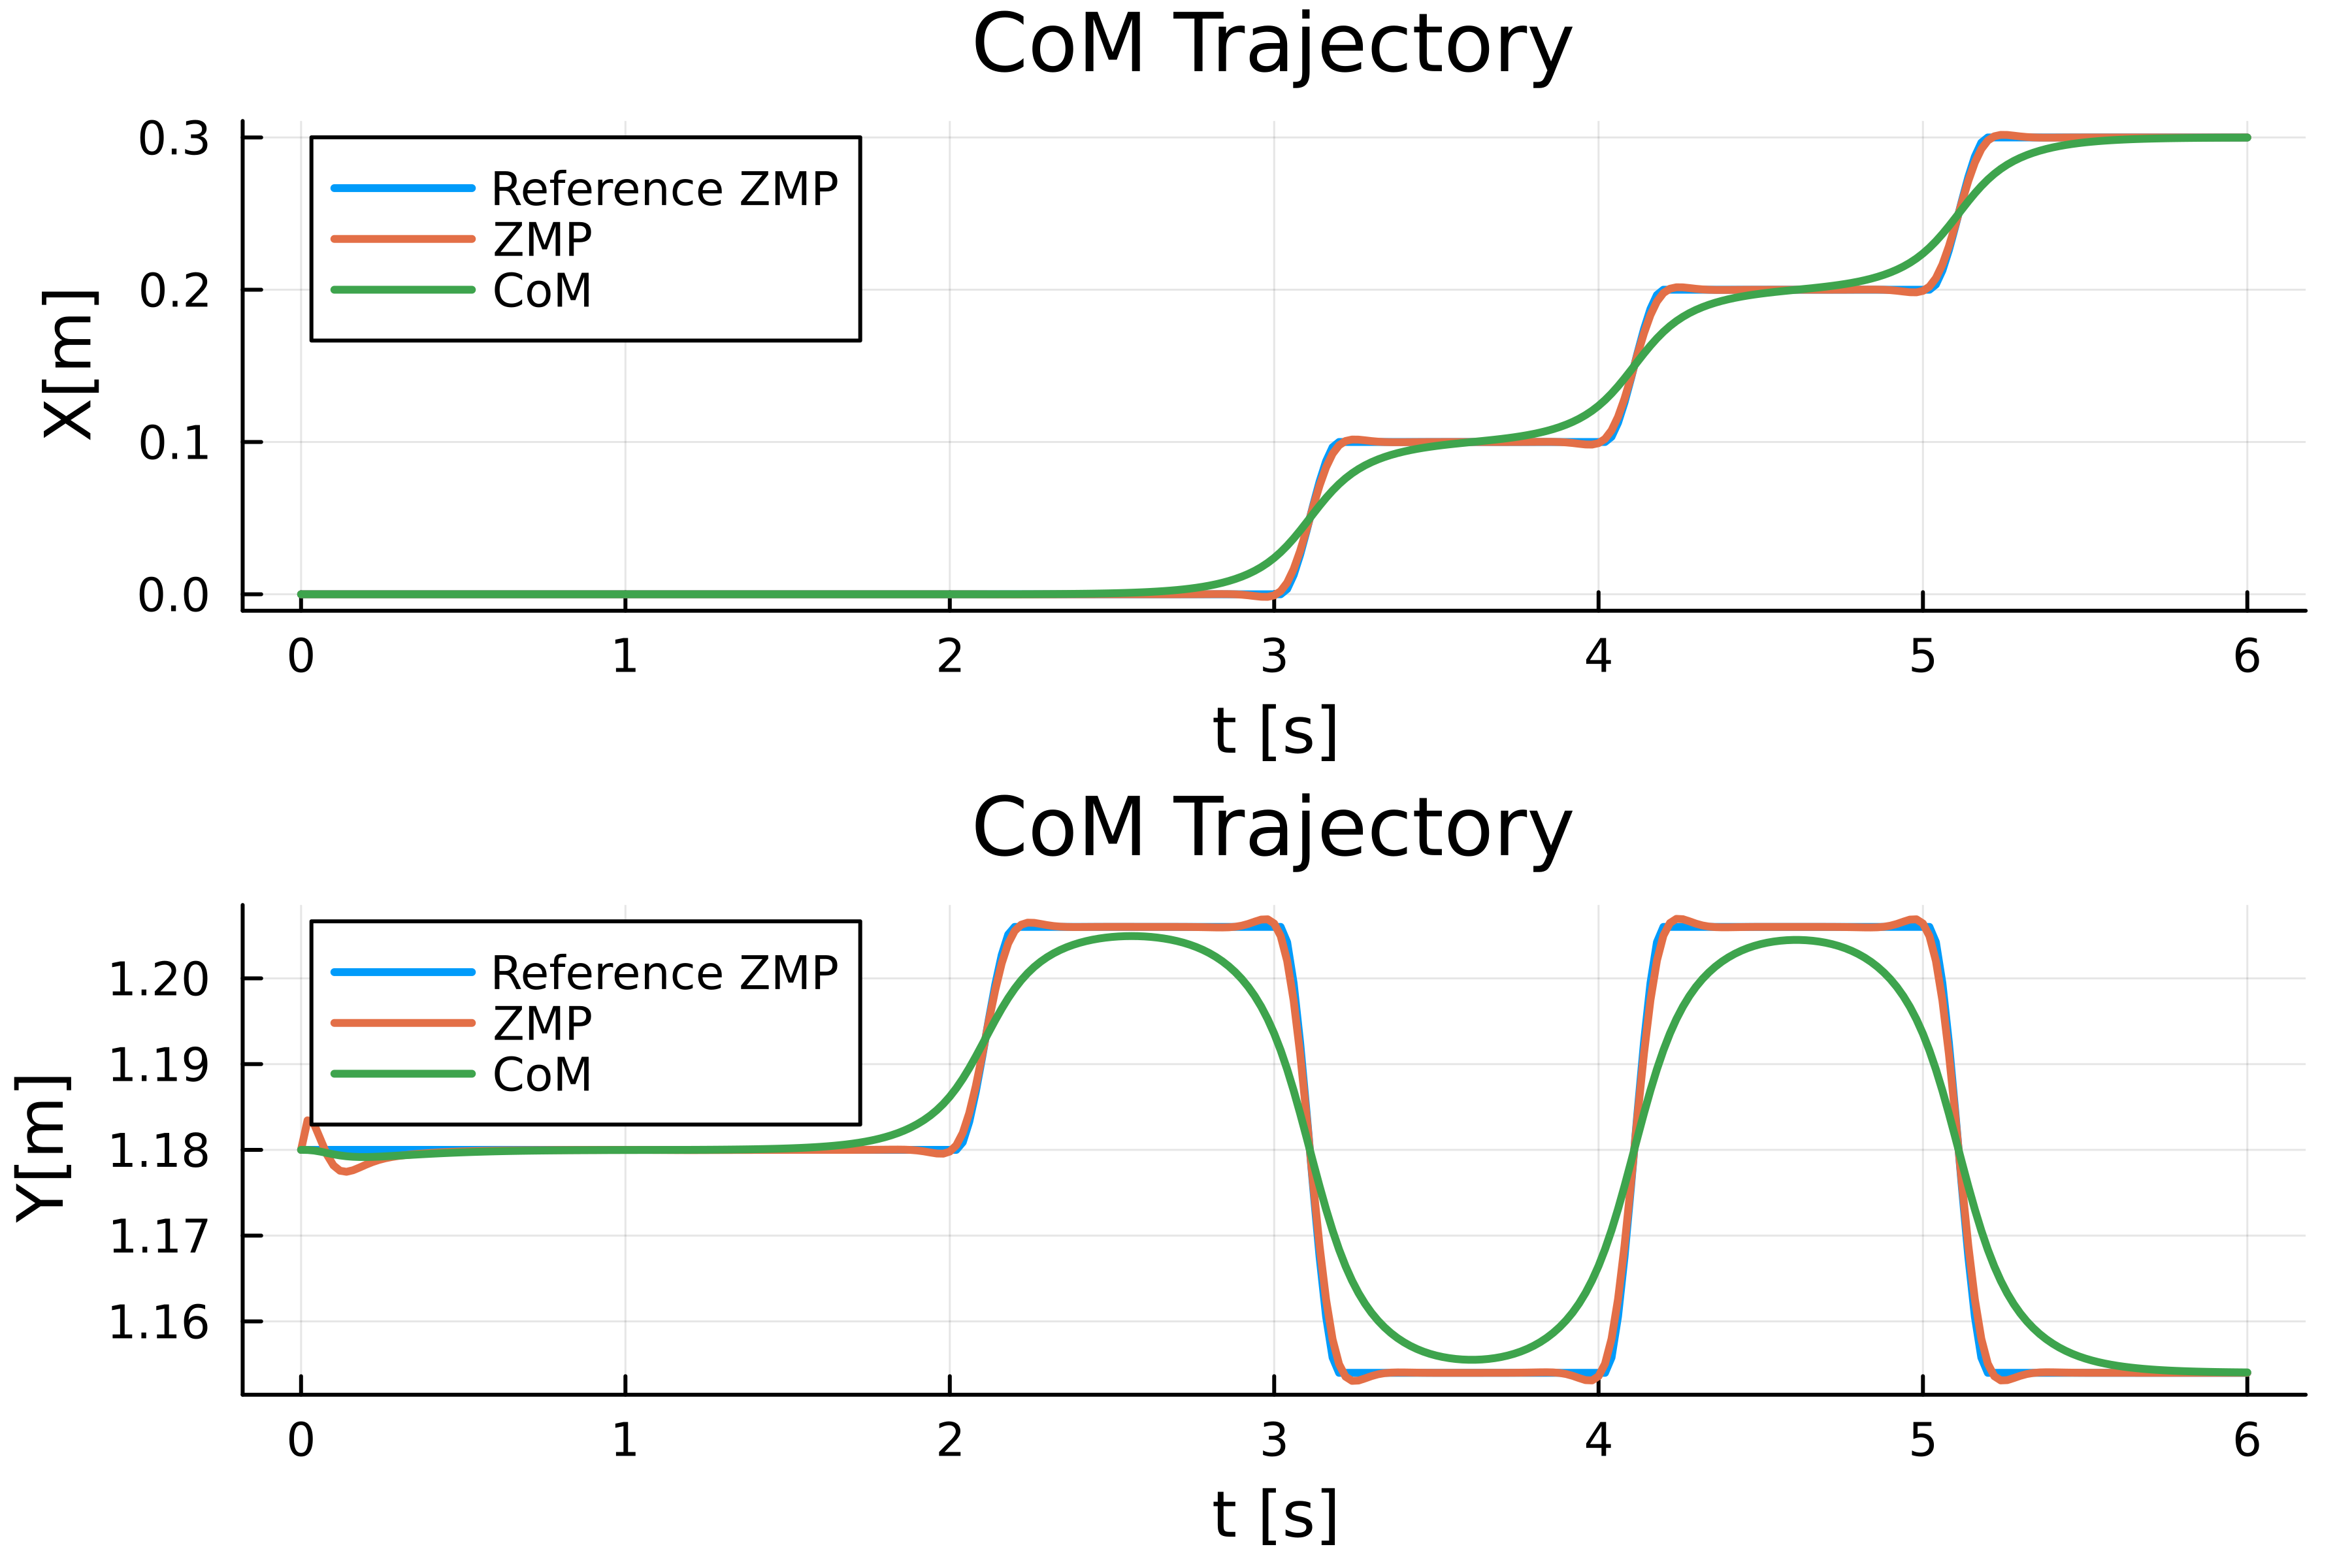 CoM Trajectory
X[m]
0.3
0.2
0.1
0.0
Reference ZMP
ZMP
CoM
0 1 2 3 4 5 6
t [s]
CoM Trajectory
Y[m]
1.20
1.19
1.18
1.17
1.16
Reference ZMP
ZMP
CoM
0 1 2 3 4 5 6
t [s]